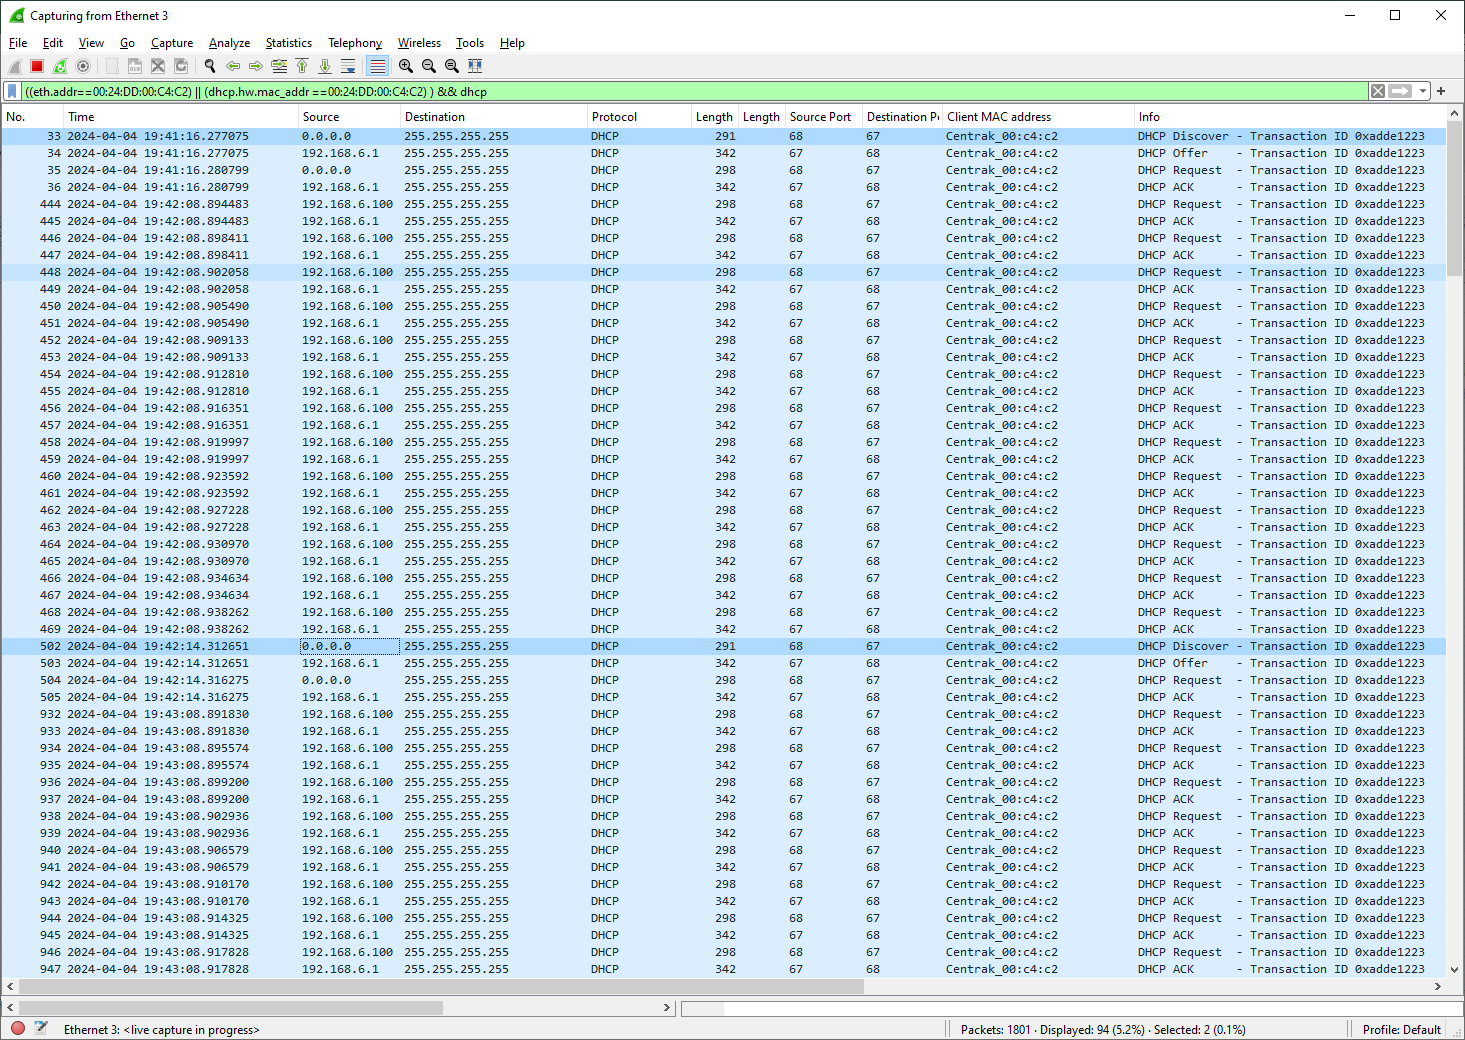 Capturing from Ethernet 3
File Edit View Go Capture Analyze Statistics Telephony Wireless Tools Help
((eth.addr==00:24:DD:00:C4:C2) || (dhcp.hw.mac_addr ==00:24:DD:00:C4:C2) ) && dhcp
No. Time Source Destination Protocol Length Length Source Port Destination Po Client MAC address Info
33 2024-04-04 19:41:16.277075 0.0.0.0 255.255.255.255 DHCP 291 68 67 Centrak_00:c4:c2 DHCP Discover - Transaction ID 0xadde1223
34 2024-04-04 19:41:16.277075 192.168.6.1 255.255.255.255 DHCP 342 67 68 Centrak_00:c4:c2 DHCP Offer - Transaction ID 0xadde1223
35 2024-04-04 19:41:16.280799 0.0.0.0 255.255.255.255 DHCP 298 68 67 Centrak_00:c4:c2 DHCP Request - Transaction ID 0xadde1223
36 2024-04-04 19:41:16.280799 192.168.6.1 255.255.255.255 DHCP 342 67 68 Centrak_00:c4:c2 DHCP ACK - Transaction ID 0xadde1223
444 2024-04-04 19:42:08.894483 192.168.6.100 255.255.255.255 DHCP 298 68 67 Centrak_00:c4:c2 DHCP Request - Transaction ID 0xadde1223
445 2024-04-04 19:42:08.894483 192.168.6.1 255.255.255.255 DHCP 342 67 68 Centrak_00:c4:c2 DHCP ACK - Transaction ID 0xadde1223
446 2024-04-04 19:42:08.898411 192.168.6.100 255.255.255.255 DHCP 298 68 67 Centrak_00:c4:c2 DHCP Request - Transaction ID 0xadde1223
447 2024-04-04 19:42:08.898411 192.168.6.1 255.255.255.255 DHCP 342 67 68 Centrak_00:c4:c2 DHCP ACK - Transaction ID 0xadde1223
448 2024-04-04 19:42:08.902058 192.168.6.100 255.255.255.255 DHCP 298 68 67 Centrak_00:c4:c2 DHCP Request - Transaction ID 0xadde1223
449 2024-04-04 19:42:08.902058 192.168.6.1 255.255.255.255 DHCP 342 67 68 Centrak_00:c4:c2 DHCP ACK - Transaction ID 0xadde1223
450 2024-04-04 19:42:08.905490 192.168.6.100 255.255.255.255 DHCP 298 68 67 Centrak_00:c4:c2 DHCP Request - Transaction ID 0xadde1223
451 2024-04-04 19:42:08.905490 192.168.6.1 255.255.255.255 DHCP 342 67 68 Centrak_00:c4:c2 DHCP ACK - Transaction ID 0xadde1223
452 2024-04-04 19:42:08.909133 192.168.6.100 255.255.255.255 DHCP 298 68 67 Centrak_00:c4:c2 DHCP Request - Transaction ID 0xadde1223
453 2024-04-04 19:42:08.909133 192.168.6.1 255.255.255.255 DHCP 342 67 68 Centrak_00:c4:c2 DHCP ACK - Transaction ID 0xadde1223
454 2024-04-04 19:42:08.912810 192.168.6.100 255.255.255.255 DHCP 298 68 67 Centrak_00:c4:c2 DHCP Request - Transaction ID 0xadde1223
455 2024-04-04 19:42:08.912810 192.168.6.1 255.255.255.255 DHCP 342 67 68 Centrak_00:c4:c2 DHCP ACK - Transaction ID 0xadde1223
456 2024-04-04 19:42:08.916351 192.168.6.100 255.255.255.255 DHCP 298 68 67 Centrak_00:c4:c2 DHCP Request - Transaction ID 0xadde1223
457 2024-04-04 19:42:08.916351 192.168.6.1 255.255.255.255 DHCP 342 67 68 Centrak_00:c4:c2 DHCP ACK - Transaction ID 0xadde1223
458 2024-04-04 19:42:08.919997 192.168.6.100 255.255.255.255 DHCP 298 68 67 Centrak_00:c4:c2 DHCP Request - Transaction ID 0xadde1223
459 2024-04-04 19:42:08.919997 192.168.6.1 255.255.255.255 DHCP 342 67 68 Centrak_00:c4:c2 DHCP ACK - Transaction ID 0xadde1223
460 2024-04-04 19:42:08.923592 192.168.6.100 255.255.255.255 DHCP 298 68 67 Centrak_00:c4:c2 DHCP Request - Transaction ID 0xadde1223
461 2024-04-04 19:42:08.923592 192.168.6.1 255.255.255.255 DHCP 342 67 68 Centrak_00:c4:c2 DHCP ACK - Transaction ID 0xadde1223
462 2024-04-04 19:42:08.927228 192.168.6.100 255.255.255.255 DHCP 298 68 67 Centrak_00:c4:c2 DHCP Request - Transaction ID 0xadde1223
463 2024-04-04 19:42:08.927228 192.168.6.1 255.255.255.255 DHCP 342 67 68 Centrak_00:c4:c2 DHCP ACK - Transaction ID 0xadde1223
464 2024-04-04 19:42:08.930970 192.168.6.100 255.255.255.255 DHCP 298 68 67 Centrak_00:c4:c2 DHCP Request - Transaction ID 0xadde1223
465 2024-04-04 19:42:08.930970 192.168.6.1 255.255.255.255 DHCP 342 67 68 Centrak_00:c4:c2 DHCP ACK - Transaction ID 0xadde1223
466 2024-04-04 19:42:08.934634 192.168.6.100 255.255.255.255 DHCP 298 68 67 Centrak_00:c4:c2 DHCP Request - Transaction ID 0xadde1223
467 2024-04-04 19:42:08.934634 192.168.6.1 255.255.255.255 DHCP 342 67 68 Centrak_00:c4:c2 DHCP ACK - Transaction ID 0xadde1223
468 2024-04-04 19:42:08.938262 192.168.6.100 255.255.255.255 DHCP 298 68 67 Centrak_00:c4:c2 DHCP Request - Transaction ID 0xadde1223
469 2024-04-04 19:42:08.938262 192.168.6.1 255.255.255.255 DHCP 342 67 68 Centrak_00:c4:c2 DHCP ACK - Transaction ID 0xadde1223
502 2024-04-04 19:42:14.312651 0.0.0.0 255.255.255.255 DHCP 291 68 67 Centrak_00:c4:c2 DHCP Discover - Transaction ID 0xadde1223
503 2024-04-04 19:42:14.312651 192.168.6.1 255.255.255.255 DHCP 342 67 68 Centrak_00:c4:c2 DHCP Offer - Transaction ID 0xadde1223
504 2024-04-04 19:42:14.316275 0.0.0.0 255.255.255.255 DHCP 298 68 67 Centrak_00:c4:c2 DHCP Request - Transaction ID 0xadde1223
505 2024-04-04 19:42:14.316275 192.168.6.1 255.255.255.255 DHCP 342 67 68 Centrak_00:c4:c2 DHCP ACK - Transaction ID 0xadde1223
932 2024-04-04 19:43:08.891830 192.168.6.100 255.255.255.255 DHCP 298 68 67 Centrak_00:c4:c2 DHCP Request - Transaction ID 0xadde1223
933 2024-04-04 19:43:08.891830 192.168.6.1 255.255.255.255 DHCP 342 67 68 Centrak_00:c4:c2 DHCP ACK - Transaction ID 0xadde1223
934 2024-04-04 19:43:08.895574 192.168.6.100 255.255.255.255 DHCP 298 68 67 Centrak_00:c4:c2 DHCP Request - Transaction ID 0xadde1223
935 2024-04-04 19:43:08.895574 192.168.6.1 255.255.255.255 DHCP 342 67 68 Centrak_00:c4:c2 DHCP ACK - Transaction ID 0xadde1223
936 2024-04-04 19:43:08.899200 192.168.6.100 255.255.255.255 DHCP 298 68 67 Centrak_00:c4:c2 DHCP Request - Transaction ID 0xadde1223
937 2024-04-04 19:43:08.899200 192.168.6.1 255.255.255.255 DHCP 342 67 68 Centrak_00:c4:c2 DHCP ACK - Transaction ID 0xadde1223
938 2024-04-04 19:43:08.902936 192.168.6.100 255.255.255.255 DHCP 298 68 67 Centrak_00:c4:c2 DHCP Request - Transaction ID 0xadde1223
939 2024-04-04 19:43:08.902936 192.168.6.1 255.255.255.255 DHCP 342 67 68 Centrak_00:c4:c2 DHCP ACK - Transaction ID 0xadde1223
940 2024-04-04 19:43:08.906579 192.168.6.100 255.255.255.255 DHCP 298 68 67 Centrak_00:c4:c2 DHCP Request - Transaction ID 0xadde1223
941 2024-04-04 19:43:08.906579 192.168.6.1 255.255.255.255 DHCP 342 67 68 Centrak_00:c4:c2 DHCP ACK - Transaction ID 0xadde1223
942 2024-04-04 19:43:08.910170 192.168.6.100 255.255.255.255 DHCP 298 68 67 Centrak_00:c4:c2 DHCP Request - Transaction ID 0xadde1223
943 2024-04-04 19:43:08.910170 192.168.6.1 255.255.255.255 DHCP 342 67 68 Centrak_00:c4:c2 DHCP ACK - Transaction ID 0xadde1223
944 2024-04-04 19:43:08.914325 192.168.6.100 255.255.255.255 DHCP 298 68 67 Centrak_00:c4:c2 DHCP Request - Transaction ID 0xadde1223
945 2024-04-04 19:43:08.914325 192.168.6.1 255.255.255.255 DHCP 342 67 68 Centrak_00:c4:c2 DHCP ACK - Transaction ID 0xadde1223
946 2024-04-04 19:43:08.917828 192.168.6.100 255.255.255.255 DHCP 298 68 67 Centrak_00:c4:c2 DHCP Request - Transaction ID 0xadde1223
947 2024-04-04 19:43:08.917828 192.168.6.1 255.255.255.255 DHCP 342 67 68 Centrak_00:c4:c2 DHCP ACK - Transaction ID 0xadde1223
Ethernet 3: <live capture in progress> Packets: 1801 · Displayed: 94 (5.2%) · Selected: 2 (0.1%) Profile: Default